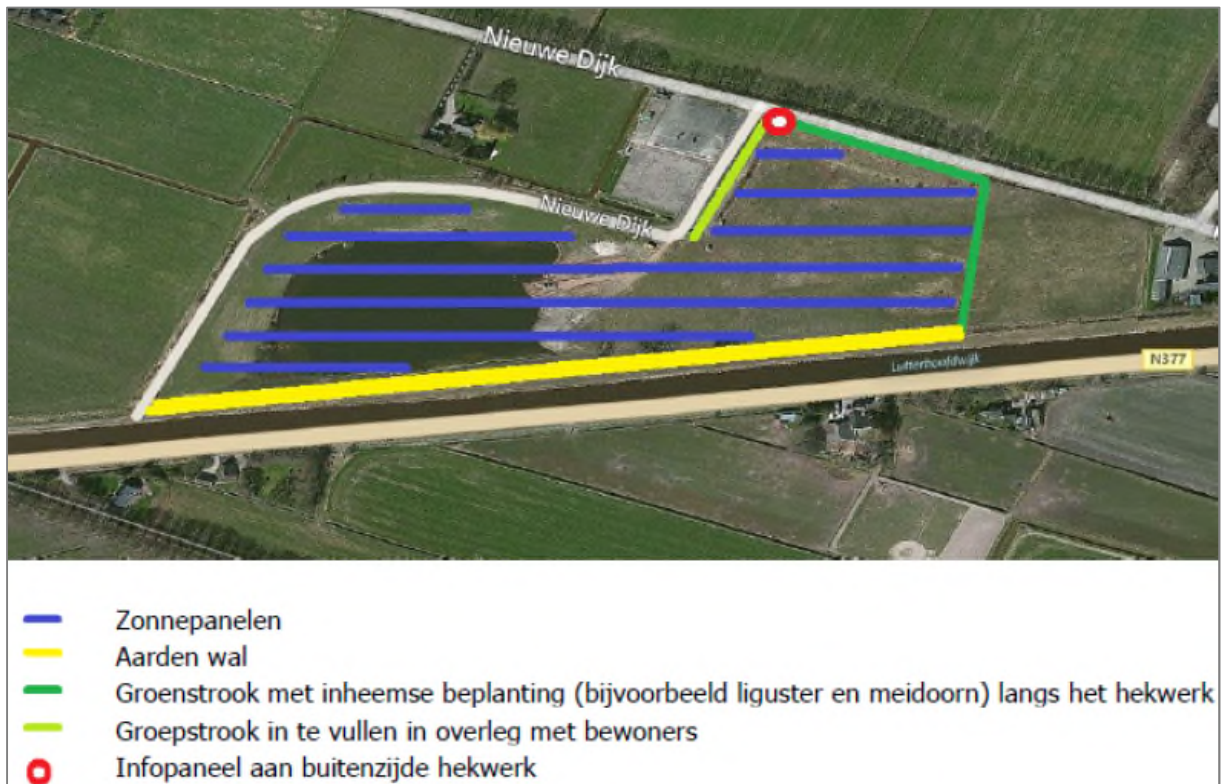 Nieuwe Dijk
Nieuwe Dijk
Lutterhoofdwijk
N377
Zonnepanelen
Aarden wal
Groenstrook met inheemse beplanting (bijvoorbeeld liguster en meidoorn) langs het hekwerk
Groepstrook in te vullen in overleg met bewoners
Infopaneel aan buitenzijde hekwerk